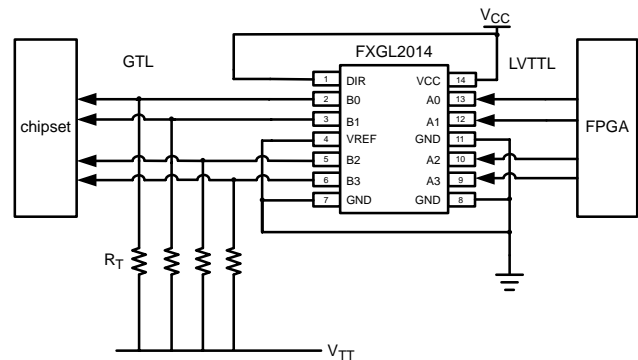 VCC
GTL
FXGL2014
LVTTL
chipset
FPGA
1 DIR VCC 14
2 B0 A0 13
3 B1 A1 12
4 VREF GND 11
5 B2 A2 10
6 B3 A3 9
7 GND GND 8
RT
VTT